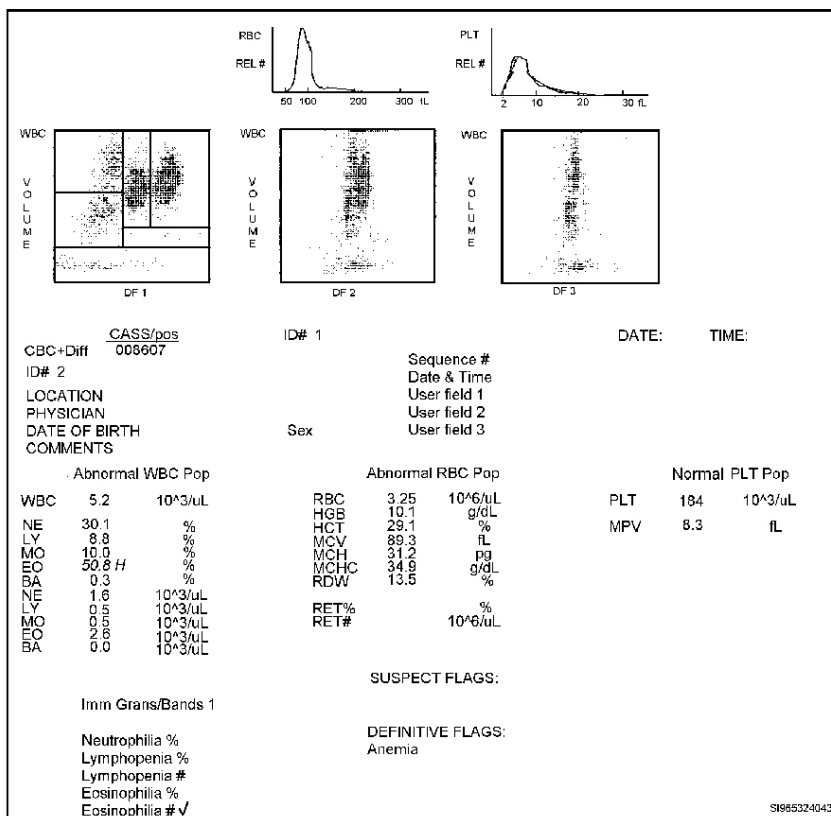 RBC
REL #
50 100 200 300 fL
PLT
REL #
2 10 20 30 fL
WBC
VOLUME
DF 1
WBC
VOLUME
DF 2
WBC
VOLUME
DF 3
CASS/pos
CBC+Diff 008607
ID# 1
DATE: TIME:
ID# 2
LOCATION
PHYSICIAN
DATE OF BIRTH
COMMENTS
Sex
Sequence #
Date & Time
User field 1
User field 2
User field 3
Abnormal WBC Pop
WBC 5.2 10^3/uL
NE 30.1 %
LY 8.8 %
MO 10.0 %
EO 50.8 H %
BA 0.3 %
NE 1.6 10^3/uL
LY 0.5 10^3/uL
MO 0.5 10^3/uL
EO 2.6 10^3/uL
BA 0.0 10^3/uL
Abnormal RBC Pop
RBC 3.25 10^6/uL
HGB 10.1 g/dL
HCT 29.1 %
MCV 89.3 fL
MCH 31.2 pg
MCHC 34.9 g/dL
RDW 13.5 %
RET% %
RET# 10^6/uL
Normal PLT Pop
PLT 184 10^3/uL
MPV 8.3 fL
SUSPECT FLAGS:
Imm Grans/Bands 1
DEFINITIVE FLAGS:
Anemia
Neutrophilia %
Lymphopenia %
Lymphopenia #
Eosinophilia %
Eosinophilia # √
SI965324043